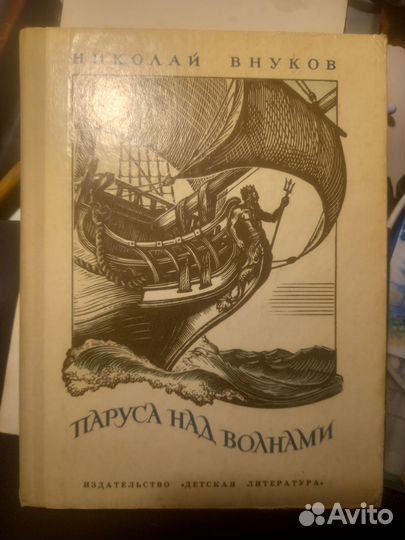 НИКОЛАЙ ВНУКОВ
ПАРУСА НАД ВОЛНАМИ
ИЗДАТЕЛЬСТВО «ДЕТСКАЯ ЛИТЕРАТУРА»
Avito